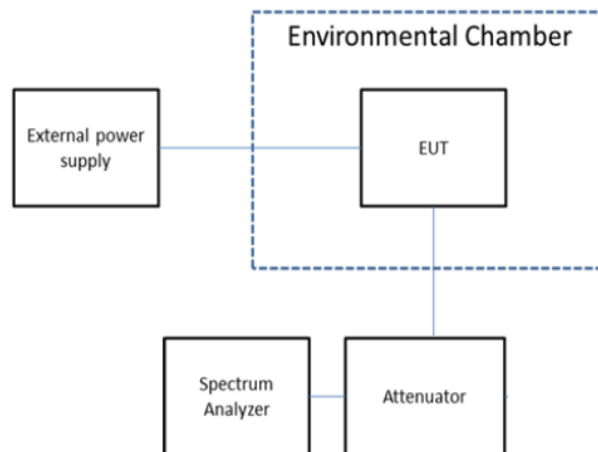 Environmental Chamber
External power
supply
EUT
Spectrum
Analyzer
Attenuator